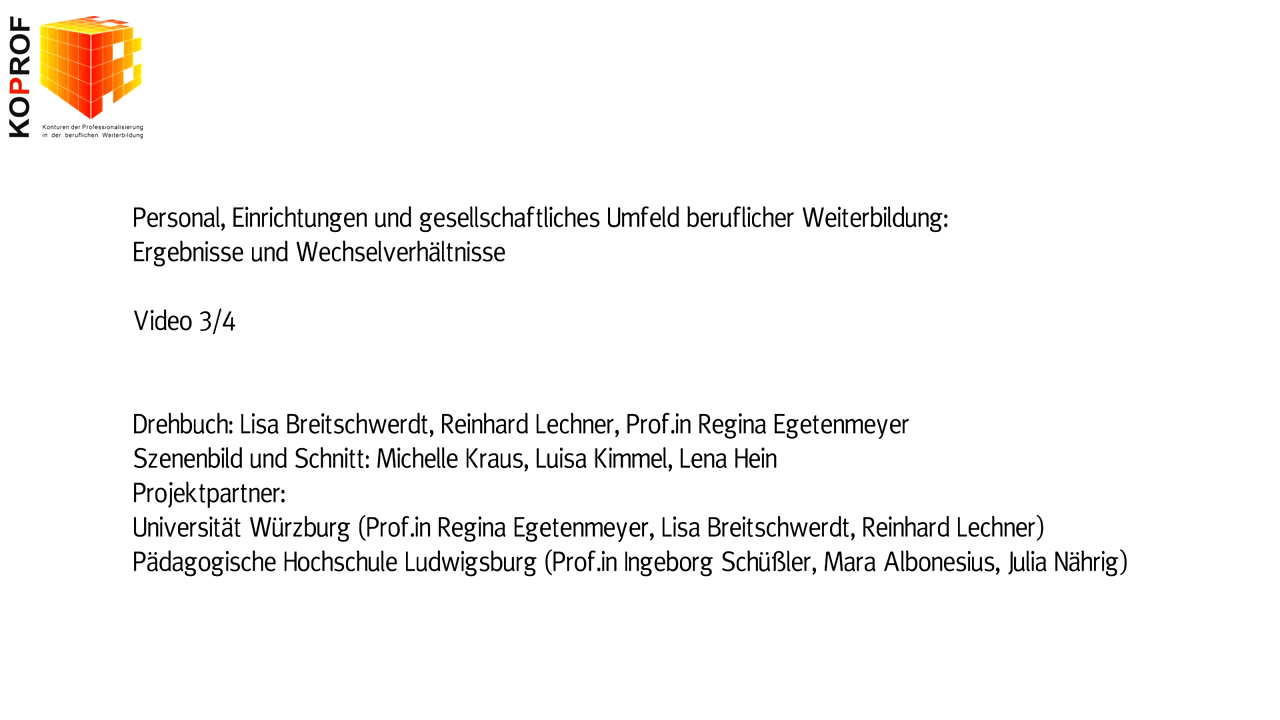 KOPROF
Konturen der Professionalisierung
in der beruflichen Weiterbildung
Personal, Einrichtungen und gesellschaftliches Umfeld beruflicher Weiterbildung:
Ergebnisse und Wechselverhältnisse
Video 3/4
Drehbuch: Lisa Breitschwerdt, Reinhard Lechner, Prof.in Regina Egetenmeyer
Szenenbild und Schnitt: Michelle Kraus, Luisa Kimmel, Lena Hein
Projektpartner:
Universität Würzburg (Prof.in Regina Egetenmeyer, Lisa Breitschwerdt, Reinhard Lechner)
Pädagogische Hochschule Ludwigsburg (Prof.in Ingeborg Schüßler, Mara Albonesius, Julia Nährig)